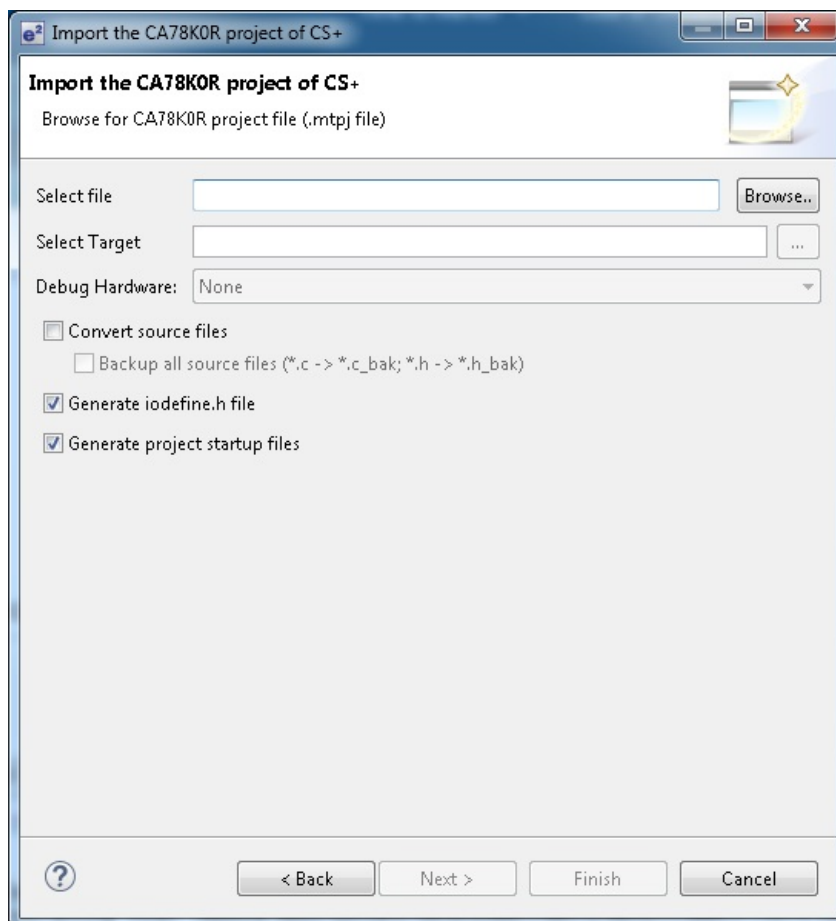 e² Import the CA78K0R project of CS+
Import the CA78K0R project of CS+
Browse for CA78K0R project file (.mtpj file)
Select file Browse..
Select Target ...
Debug Hardware: None
Convert source files
Backup all source files (*.c -> *.c_bak; *.h -> *.h_bak)
Generate iodefine.h file
Generate project startup files
? < Back Next > Finish Cancel